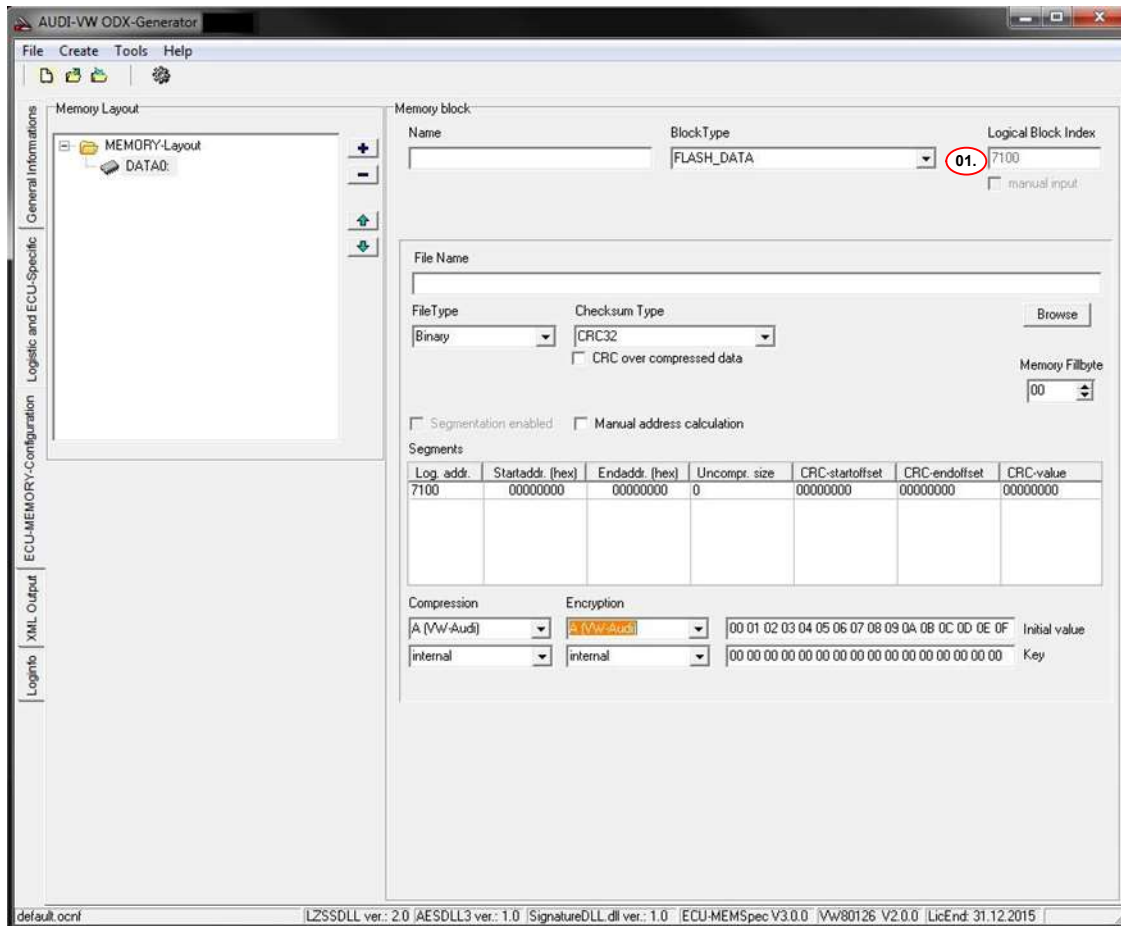 AUDI-VW ODX-Generator
File Create Tools Help
General Informations
Logistic and ECU-Specific
ECU-MEMORY-Configuration
XML Output
Loginfo
Memory Layout
MEMORY-Layout
DATA0:
+
-
Memory block
Name BlockType Logical Block Index
FLASH_DATA 01. 7100
manual input
File Name
FileType Checksum Type Browse
Binary CRC32
CRC over compressed data
Memory Fillbyte
00
Segmentation enabled Manual address calculation
Segments
Log. addr. Startaddr. (hex) Endaddr. (hex) Uncompr. size CRC-startoffset CRC-endoffset CRC-value
7100 00000000 00000000 0 00000000 00000000 00000000
Compression Encryption
A (VW-Audi) A (VW-Audi) 00 01 02 03 04 05 06 07 08 09 0A 0B 0C 0D 0E 0F Initial value
internal internal 00 00 00 00 00 00 00 00 00 00 00 00 00 00 00 00 Key
default.ocnf LZSSDLL ver.: 2.0 AESDLL3 ver.: 1.0 SignatureDLL.dll ver.: 1.0 ECU-MEMSpec V3.0.0 VW80126 V2.0.0 LicEnd: 31.12.2015